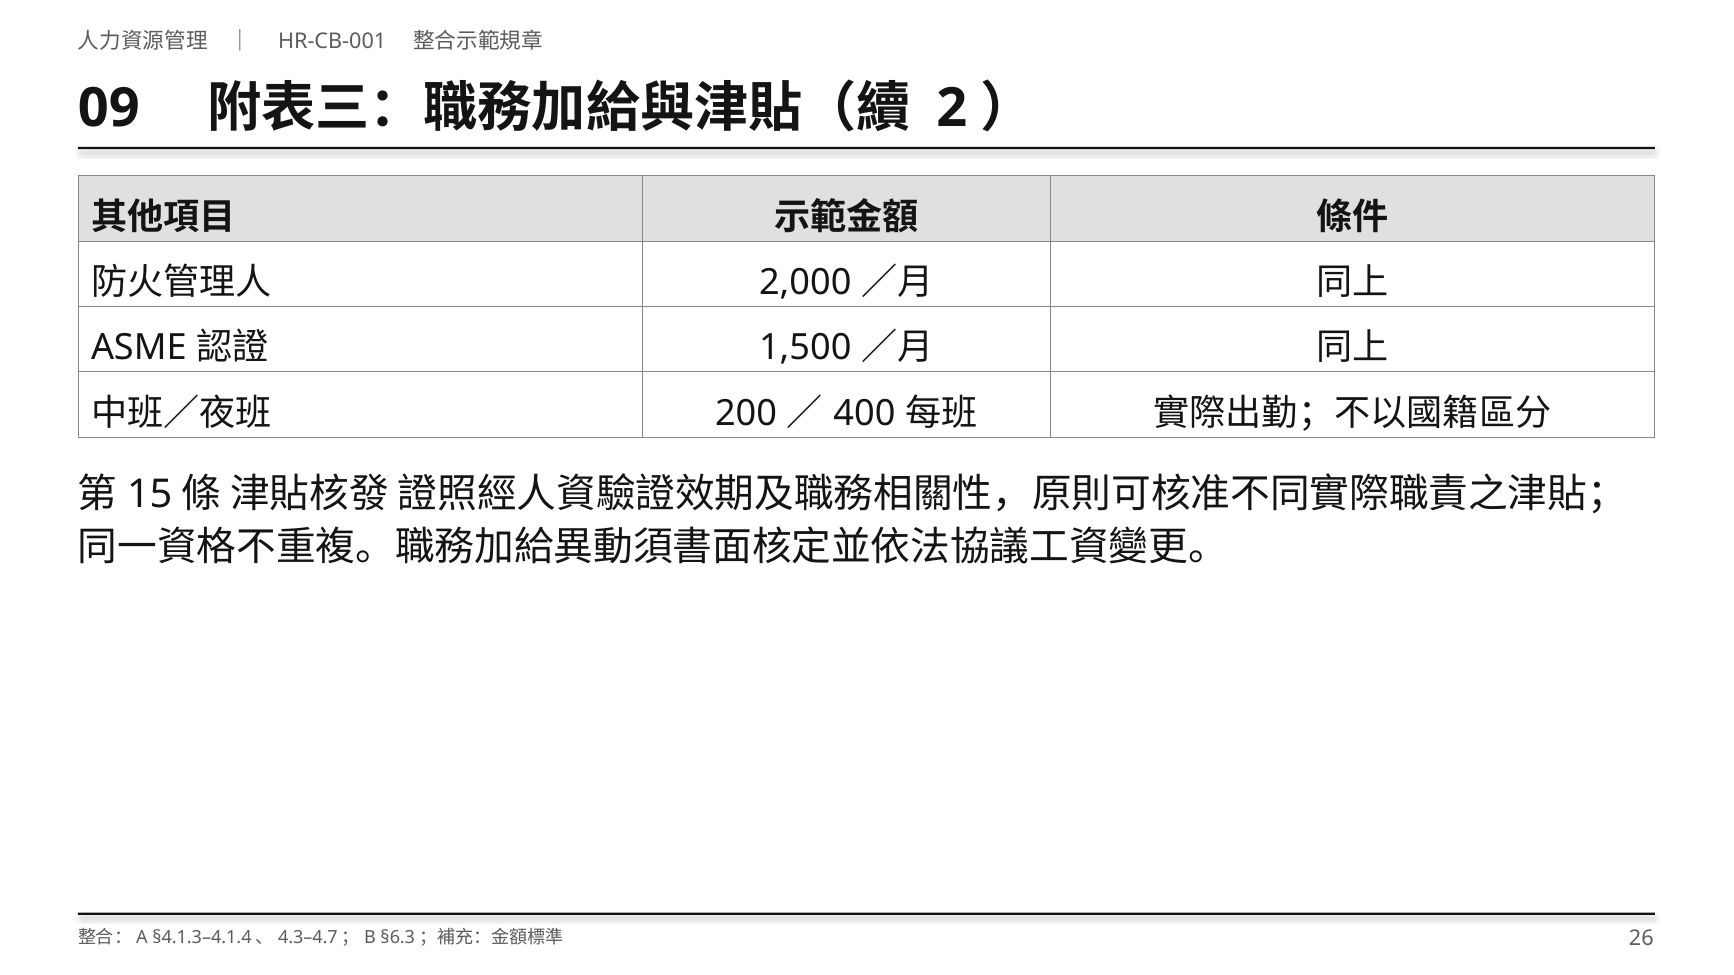 人力資源管理 ｜ HR-CB-001 整合示範規章
09 附表三：職務加給與津貼（續 2）
其他項目 示範金額 條件
防火管理人 2,000／月 同上
ASME 認證 1,500／月 同上
中班／夜班 200／400 每班 實際出勤；不以國籍區分
第 15 條 津貼核發 證照經人資驗證效期及職務相關性，原則可核准不同實際職責之津貼；
同一資格不重複。職務加給異動須書面核定並依法協議工資變更。
整合：A §4.1.3–4.1.4、4.3–4.7；B §6.3；補充：金額標準
26